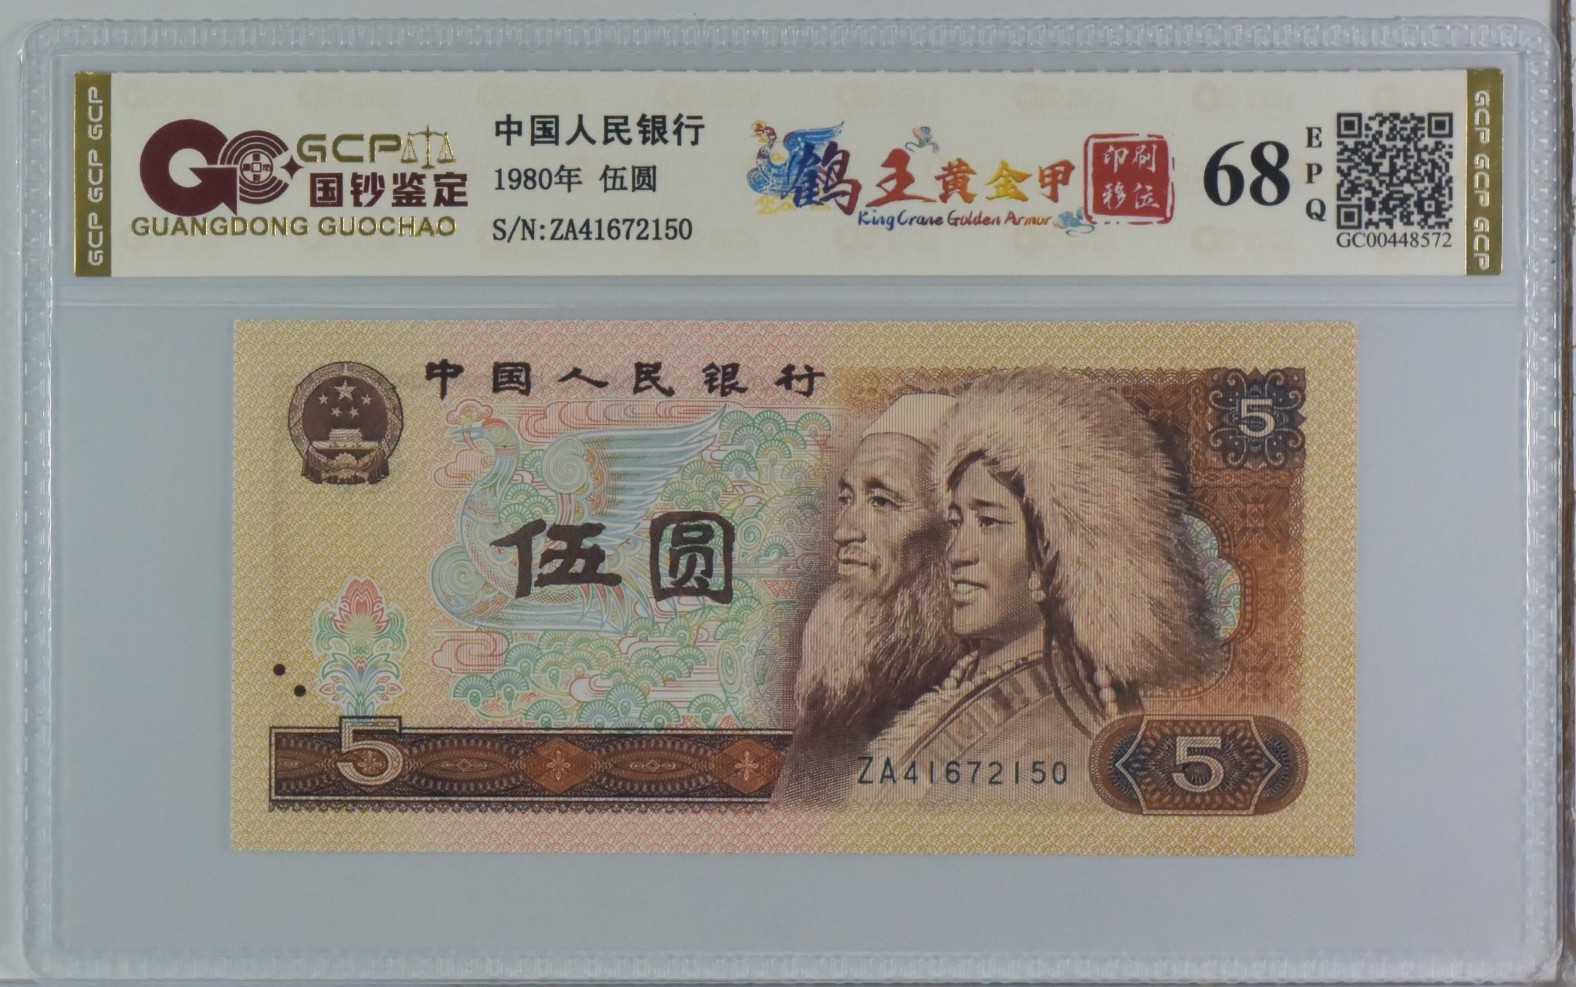 GCP GCP GCP
GCP
国钞鉴定
GUANGDONG GUOCHAO
中国人民银行
1980年 伍圆
S/N:ZA41672150
鹤王黄金甲
King Crane Golden Armor
印刷
移位
68
EPQ
GC00448572
GCP GCP GCP
中国人民银行
5
伍圆
5
ZA41672150
5